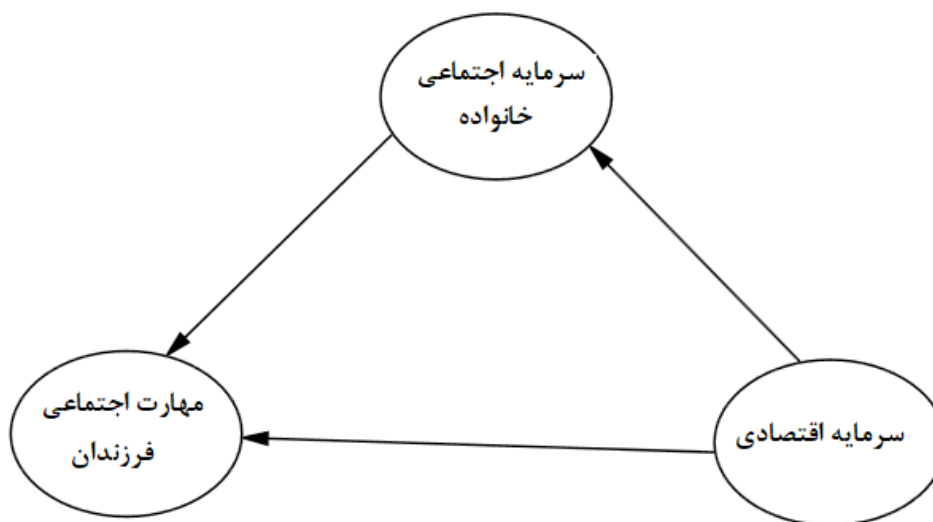 سرمایه اجتماعی
خانواده
سرمایه اقتصادی
مهارت اجتماعی
فرزندان